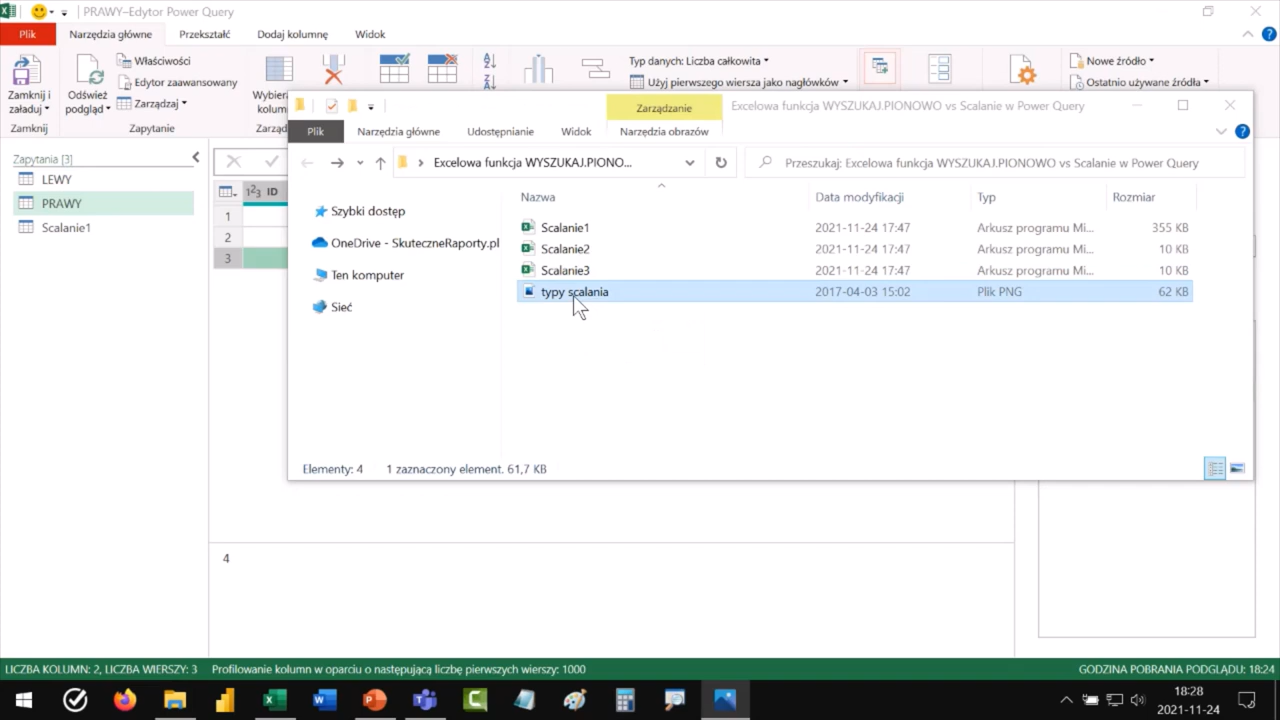 PRAWY–Edytor Power Query
Plik Narzędzia główne Przekształć Dodaj kolumnę Widok
Zamknij i załaduj
Zamknij
Odśwież podgląd
Właściwości
Edytor zaawansowany
Zarządzaj
Zapytanie
Typ danych: Liczba całkowita
Użyj pierwszego wiersza jako nagłówków
Nowe źródło
Ostatnio używane źródła
Zarządzanie
Excelowa funkcja WYSZUKAJ.PIONOWO vs Scalanie w Power Query
Plik Narzędzia główne Udostępnianie Widok Narzędzia obrazów
Excelowa funkcja WYSZUKAJ.PIONO...
Przeszukaj: Excelowa funkcja WYSZUKAJ.PIONOWO vs Scalanie w Power Query
Zapytania [3]
LEWY
PRAWY
Scalanie1
123 ID
1
2
3
Szybki dostęp
OneDrive - SkuteczneRaporty.pl
Ten komputer
Sieć
Nazwa Data modyfikacji Typ Rozmiar
Scalanie1 2021-11-24 17:47 Arkusz programu Mi... 355 KB
Scalanie2 2021-11-24 17:47 Arkusz programu Mi... 10 KB
Scalanie3 2021-11-24 17:47 Arkusz programu Mi... 10 KB
typy scalania 2017-04-03 15:02 Plik PNG 62 KB
Elementy: 4 1 zaznaczony element. 61,7 KB
4
LICZBA KOLUMN: 2, LICZBA WIERSZY: 3 Profilowanie kolumn w oparciu o następującą liczbę pierwszych wierszy: 1000 GODZINA POBRANIA PODGLĄDU: 18:24
18:28
2021-11-24